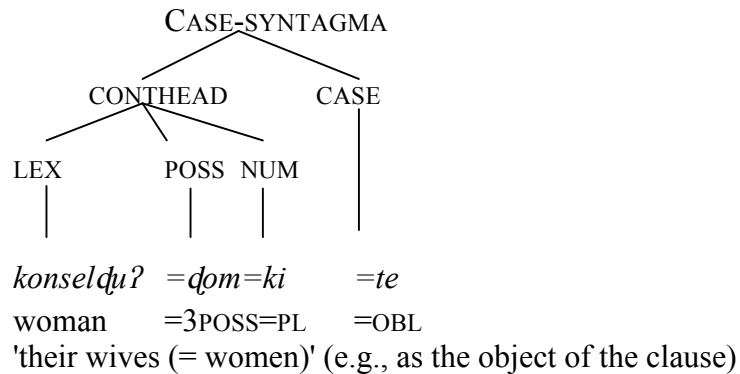 CASE-SYNTAGMA
CONTHEAD CASE
LEX POSS NUM
konselɖuʔ =ɖom=ki =te
woman =3POSS=PL =OBL
'their wives (= women)' (e.g., as the object of the clause)